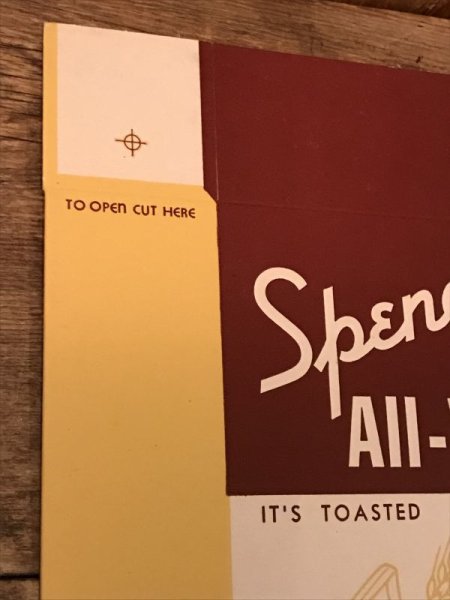 TO OPEN CUT HERE
Spen
All-
IT'S TOASTED